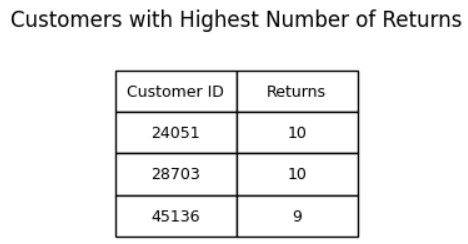 Customers with Highest Number of Returns
Customer ID Returns
24051 10
28703 10
45136 9